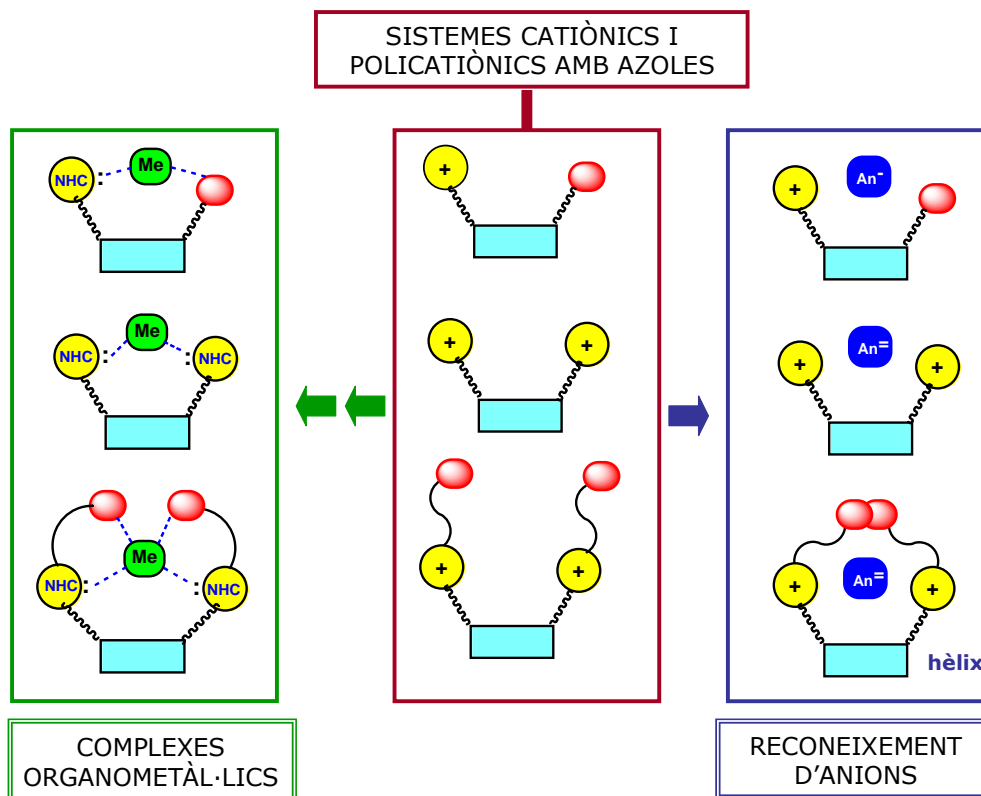 SISTEMES CATIÒNICS I
POLICATIÒNICS AMB AZOLES
NHC : Me
+
+ An-
NHC : Me : NHC
+ +
+ An= +
Me
NHC : : NHC
+ +
+ An= +
hèlix
COMPLEXES
ORGANOMETÀL·LICS
RECONEIXEMENT
D'ANIONS